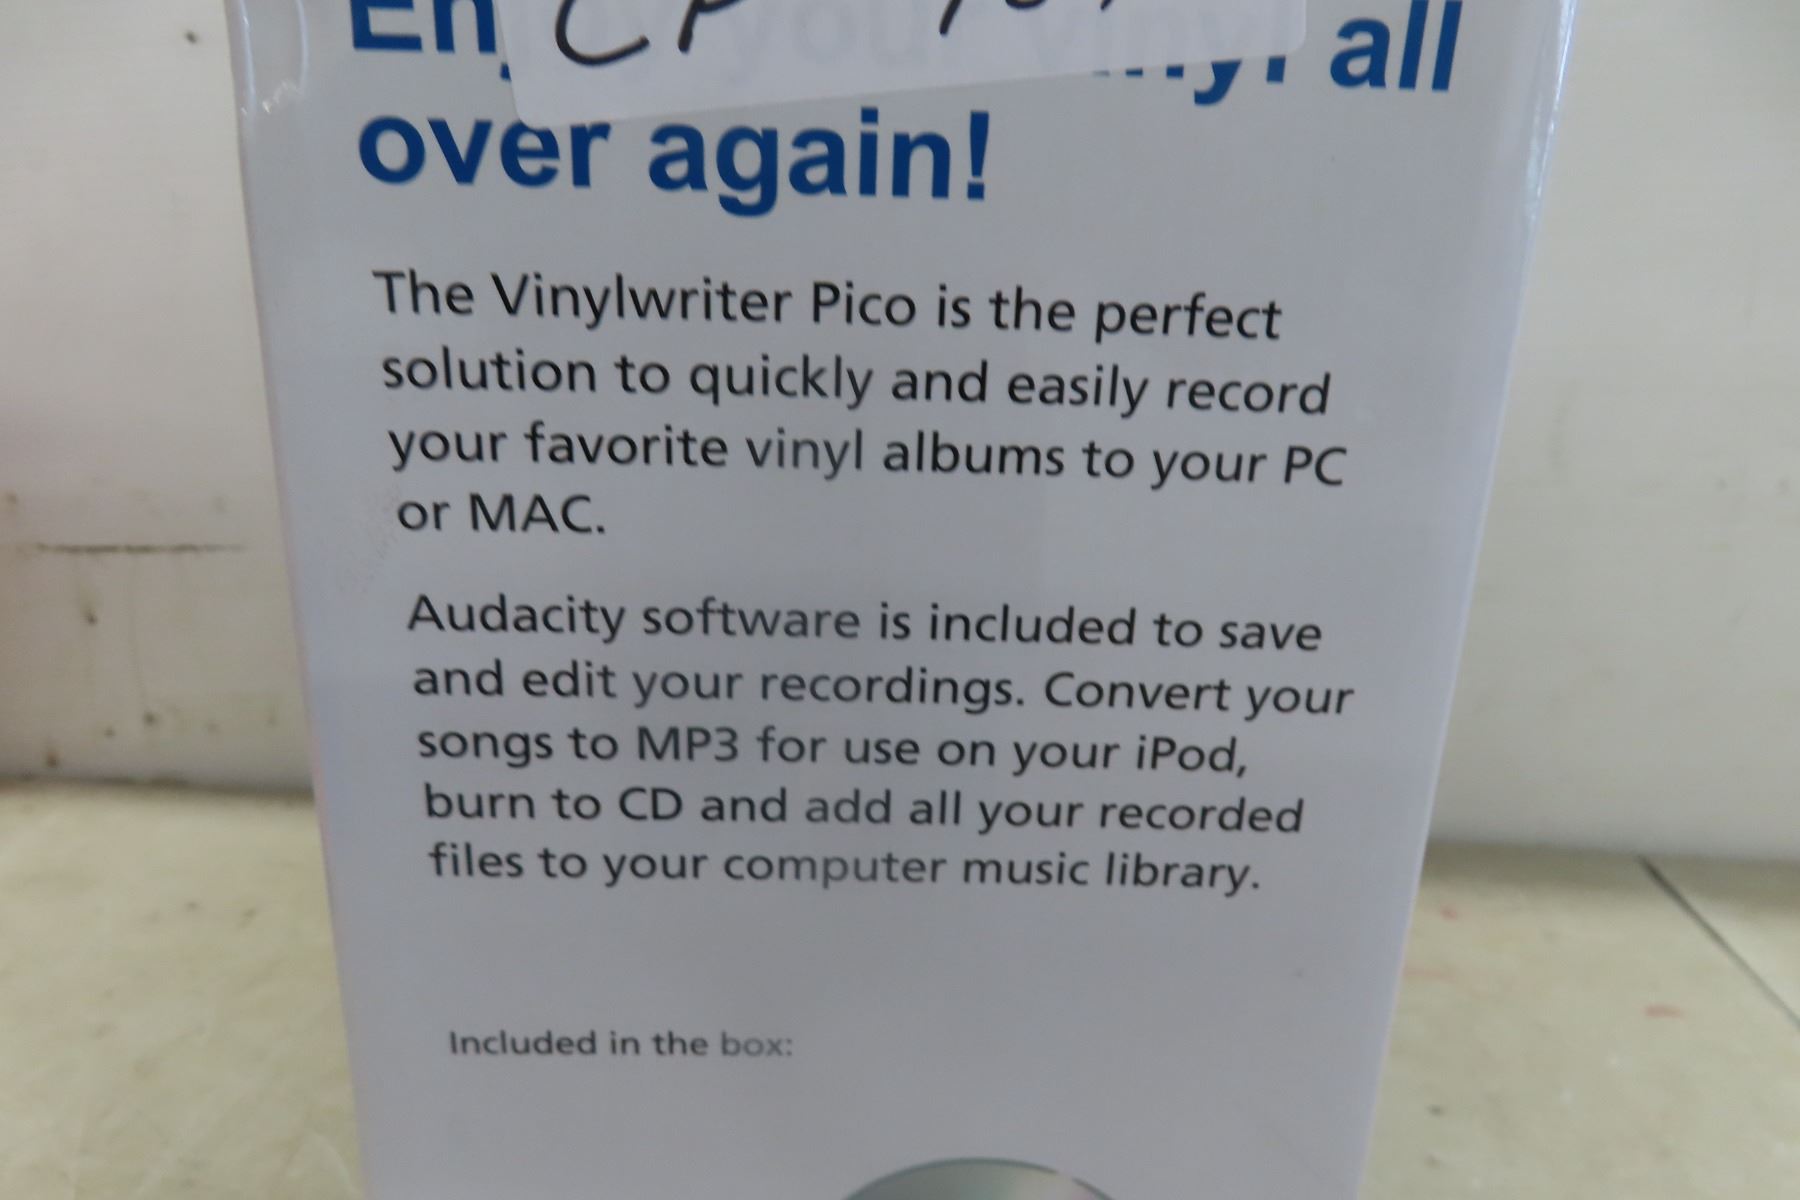 Enjoy your vinyl all
over again!
The Vinylwriter Pico is the perfect
solution to quickly and easily record
your favorite vinyl albums to your PC
or MAC.
Audacity software is included to save
and edit your recordings. Convert your
songs to MP3 for use on your iPod,
burn to CD and add all your recorded
files to your computer music library.
Included in the box: